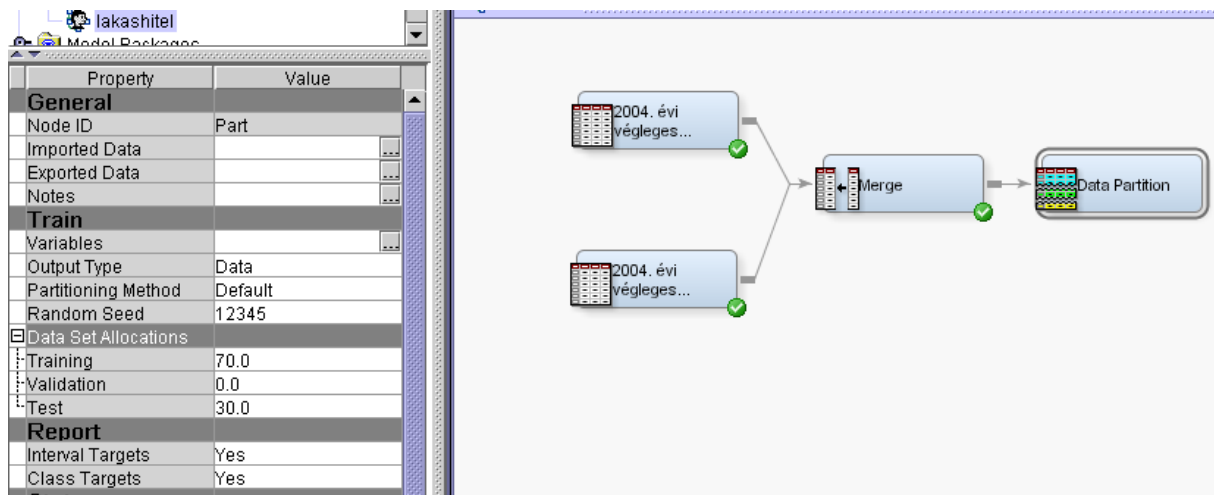 lakashitel
Model Packages
Property Value
General
Node ID Part
Imported Data ...
Exported Data ...
Notes ...
Train
Variables ...
Output Type Data
Partitioning Method Default
Random Seed 12345
Data Set Allocations
Training 70.0
Validation 0.0
Test 30.0
Report
Interval Targets Yes
Class Targets Yes
2004. évi
végleges...
Merge
Data Partition
2004. évi
végleges...